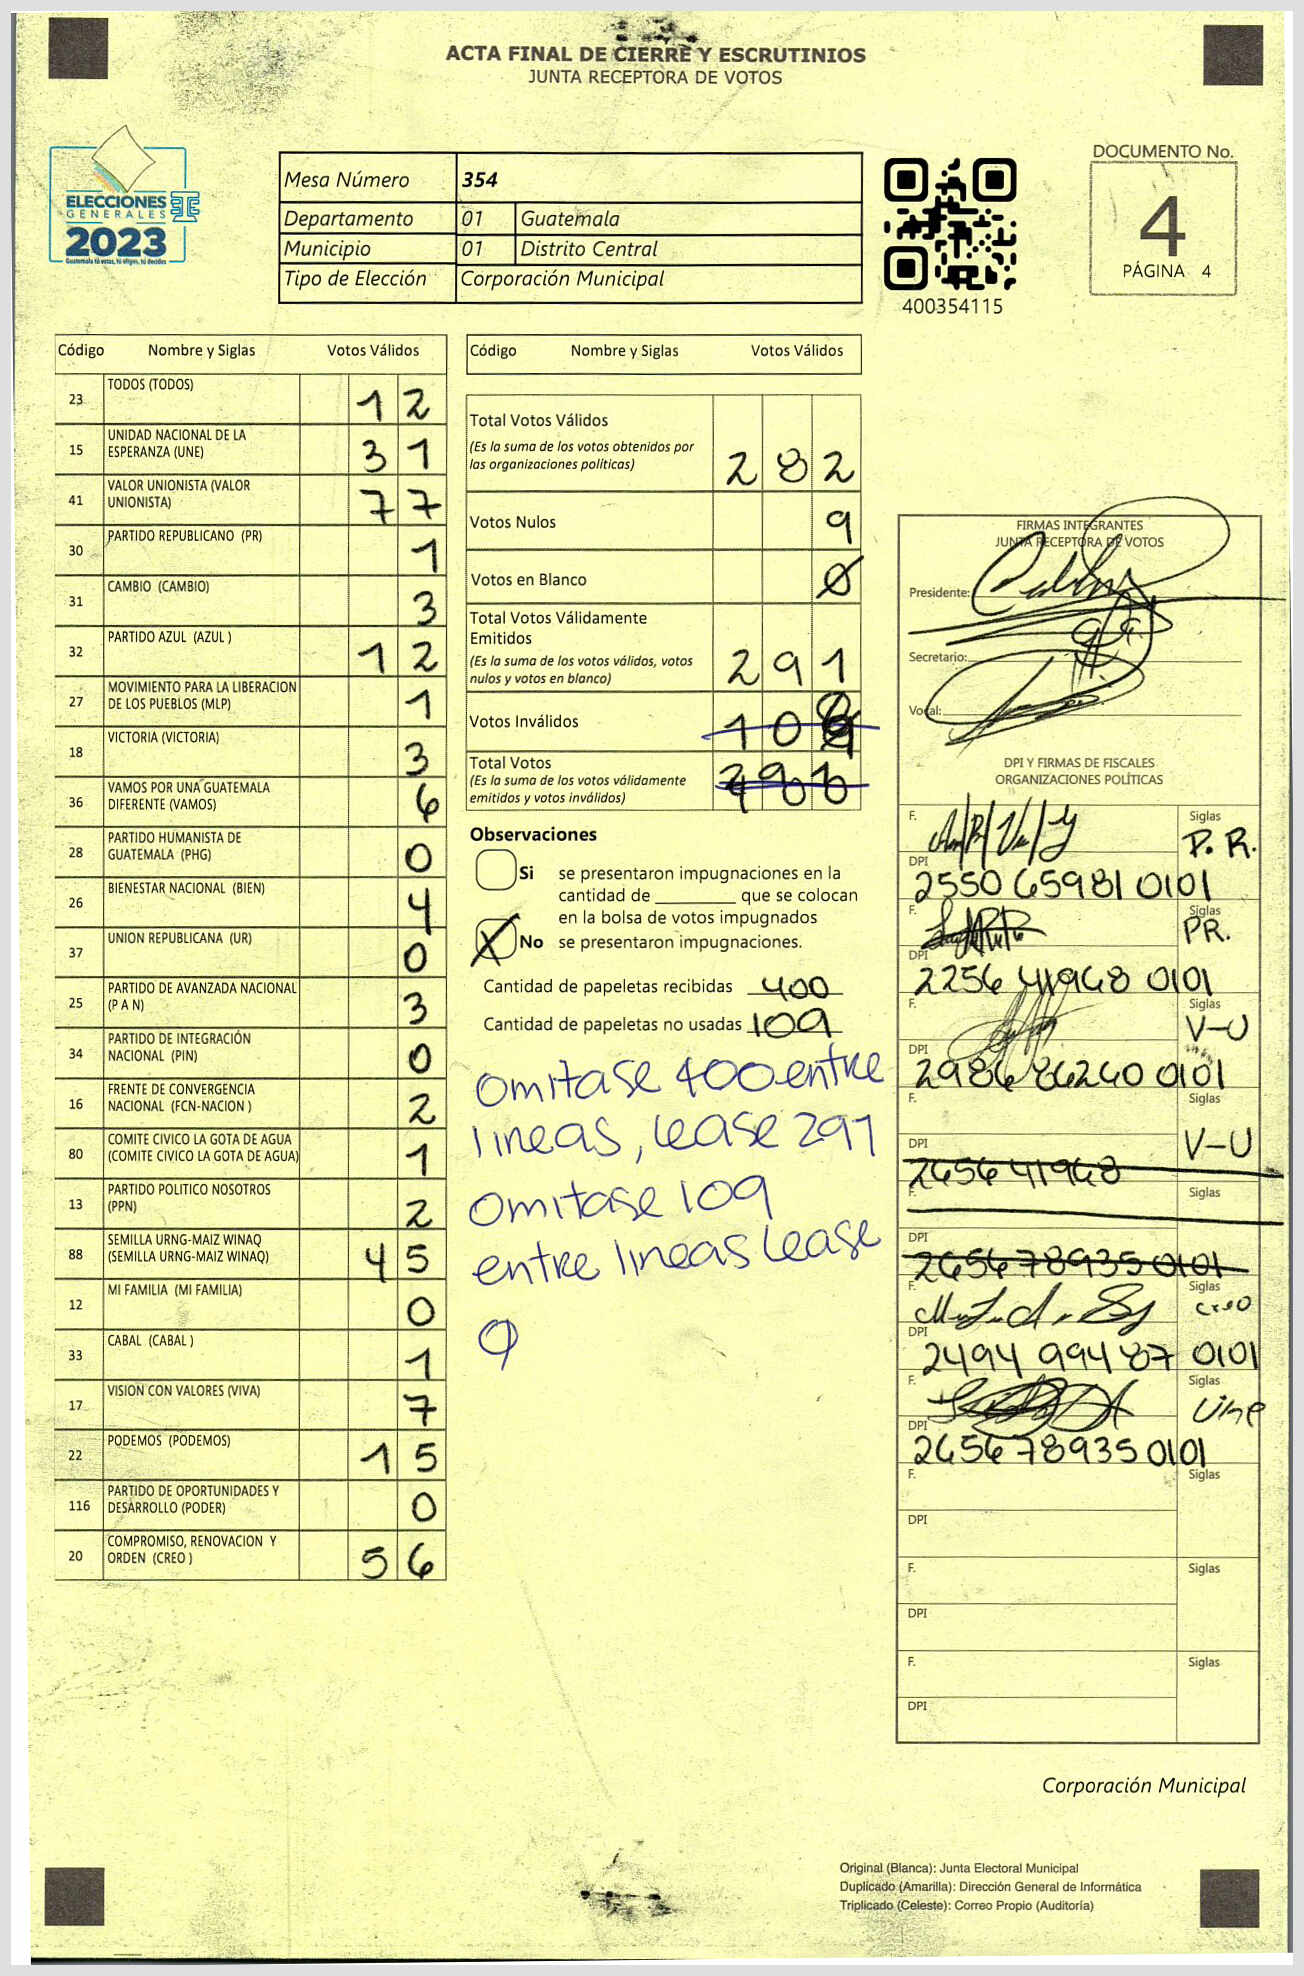 ACTA FINAL DE CIERRE Y ESCRUTINIOS
JUNTA RECEPTORA DE VOTOS
ELECCIONES
GENERALES
2023
Guatemala tú votas, tú eliges, tú decides
Mesa Número 354
Departamento 01 Guatemala
Municipio 01 Distrito Central
Tipo de Elección Corporación Municipal
400354115
DOCUMENTO No.
4
PÁGINA 4
Código Nombre y Siglas Votos Válidos
23 TODOS (TODOS) 12
15 UNIDAD NACIONAL DE LA
ESPERANZA (UNE) 31
41 VALOR UNIONISTA (VALOR
UNIONISTA) 77
30 PARTIDO REPUBLICANO (PR) 1
31 CAMBIO (CAMBIO) 3
32 PARTIDO AZUL (AZUL ) 12
27 MOVIMIENTO PARA LA LIBERACION
DE LOS PUEBLOS (MLP) 1
18 VICTORIA (VICTORIA) 3
36 VAMOS POR UNA GUATEMALA
DIFERENTE (VAMOS) 6
28 PARTIDO HUMANISTA DE
GUATEMALA (PHG) 0
26 BIENESTAR NACIONAL (BIEN) 4
37 UNION REPUBLICANA (UR) 0
25 PARTIDO DE AVANZADA NACIONAL
(P A N) 3
34 PARTIDO DE INTEGRACIÓN
NACIONAL (PIN) 0
16 FRENTE DE CONVERGENCIA
NACIONAL (FCN-NACION ) 2
80 COMITE CIVICO LA GOTA DE AGUA
(COMITE CIVICO LA GOTA DE AGUA) 1
13 PARTIDO POLITICO NOSOTROS
(PPN) 2
88 SEMILLA URNG-MAIZ WINAQ
(SEMILLA URNG-MAIZ WINAQ) 45
12 MI FAMILIA (MI FAMILIA) 0
33 CABAL (CABAL ) 1
17 VISION CON VALORES (VIVA) 7
22 PODEMOS (PODEMOS) 15
116 PARTIDO DE OPORTUNIDADES Y
DESARROLLO (PODER) 0
20 COMPROMISO, RENOVACION Y
ORDEN (CREO ) 56
Código Nombre y Siglas Votos Válidos
Total Votos Válidos
(Es la suma de los votos obtenidos por
las organizaciones políticas) 282
Votos Nulos 9
Votos en Blanco 0
Total Votos Válidamente
Emitidos
(Es la suma de los votos válidos, votos
nulos y votos en blanco) 291
Votos Inválidos
Total Votos
(Es la suma de los votos válidamente
emitidos y votos inválidos)
Observaciones
Si se presentaron impugnaciones en la
cantidad de ________ que se colocan
en la bolsa de votos impugnados
X No se presentaron impugnaciones.
Cantidad de papeletas recibidas 400
Cantidad de papeletas no usadas 109
Omitase 400 entre
lineas, lease 291
Omitase 109
entre lineas lease
0
FIRMAS INTEGRANTES
JUNTA RECEPTORA DE VOTOS
Presidente:
Secretario:
Vocal:
DPI Y FIRMAS DE FISCALES
ORGANIZACIONES POLÍTICAS
F. Siglas
P. R.
DPI
2550 65981 0101
F. Siglas
PR.
DPI
2256 41968 0101
F. Siglas
V-U
DPI
2986 86240 0101
F. Siglas
V-U
DPI
2656 41968
F. Siglas
DPI
2656 78935 0101
F. Siglas
creo
DPI
2494 99487 0101
F. Siglas
Une
DPI
2656 78935 0101
F. Siglas
DPI
F. Siglas
DPI
F. Siglas
DPI
Corporación Municipal
Original (Blanca): Junta Electoral Municipal
Duplicado (Amarilla): Dirección General de Informática
Triplicado (Celeste): Correo Propio (Auditoría)